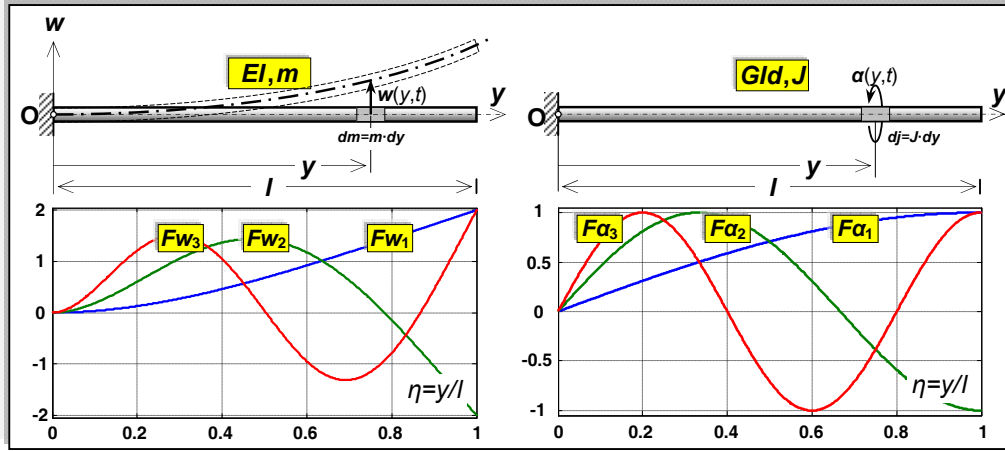 w
EI,m
w(y,t)
y
O
dm=m·dy
y
l
GId,J
α(y,t)
y
O
dj=J·dy
y
l
2
1
0
-1
-2
Fw3
Fw2
Fw1
η=y/l
0 0.2 0.4 0.6 0.8 1
1
0.5
0
-0.5
-1
Fα3
Fα2
Fα1
η=y/l
0 0.2 0.4 0.6 0.8 1